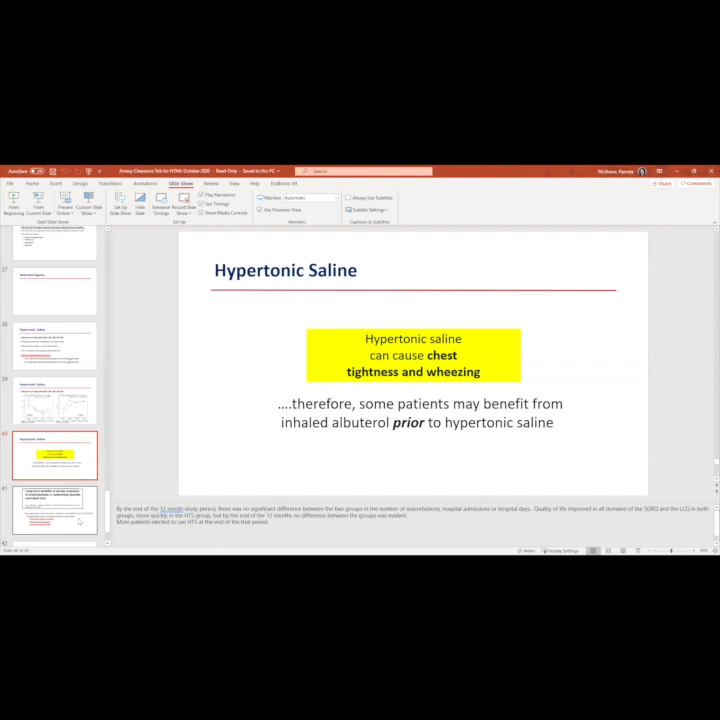 AutoSave Off
Airway Clearance Talk for NTMir October 2020 - Read-Only - Saved to this PC
Search
McShane, Pamela
File Home Insert Design Transitions Animations Slide Show Review View Help EndNote X9
Share Comments
From Beginning
From Current Slide
Present Online
Custom Slide Show
Set Up Slide Show
Hide Slide
Rehearse Timings
Record Slide Show
Play Narrations
Use Timings
Show Media Controls
Monitor: Automatic
Use Presenter View
Always Use Subtitles
Subtitle Settings
Start Slide Show
Set Up
Monitors
Captions & Subtitles
37
38
Hypertonic Saline
39
Hypertonic Saline
40
Hypertonic Saline
41
42
Hypertonic Saline
Hypertonic saline
can cause chest
tightness and wheezing
....therefore, some patients may benefit from
inhaled albuterol prior to hypertonic saline
By the end of the 12 month study period, there was no significant difference between the two groups in the number of exacerbations, hospital admissions or hospital days. Quality of life improved in all domains of the SGRQ and the LCQ in both
groups, more quickly in the HTS group, but by the end of the 12 months no difference between the groups was evident.
More patients elected to use HTS at the end of the trial period.
Notes Display Settings